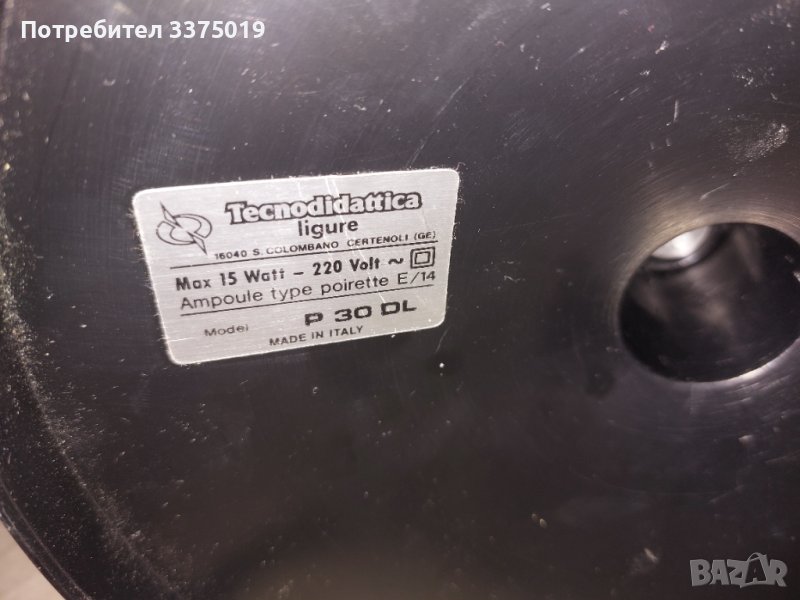 Потребител 3375019
Tecnodidattica
ligure
16040 S. COLOMBANO CERTENOLI (GE)
Max 15 Watt - 220 Volt ~
Ampoule type poirette E/14
Model P 30 DL
MADE IN ITALY
BAZAR